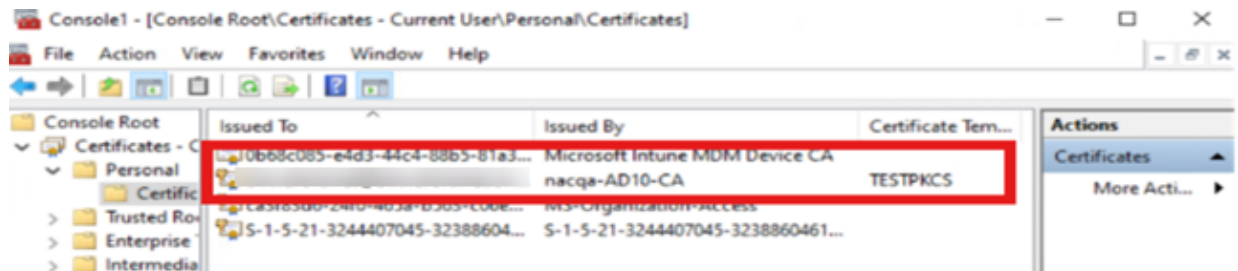 Console1 - [Console Root\Certificates - Current User\Personal\Certificates]
File Action View Favorites Window Help
Console Root
Certificates - C
Personal
Certific
Trusted Ro
Enterprise
Intermedia
Issued To Issued By Certificate Tem...
0b68c085-e4d3-44c4-88b5-81a3... Microsoft Intune MDM Device CA
nacqa-AD10-CA TESTPKCS
MS-Organization-Access
S-1-5-21-3244407045-32388604... S-1-5-21-3244407045-3238860461...
Actions
Certificates
More Acti...